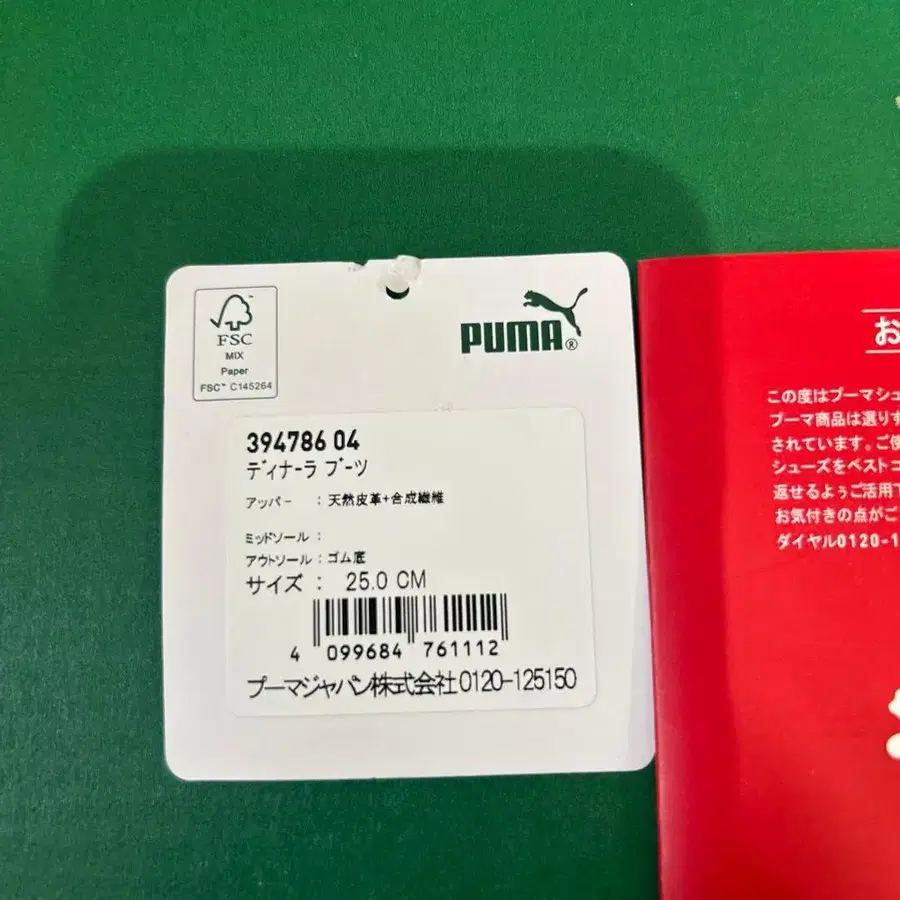 FSC
MIX
Paper
FSC™ C145264
PUMA®
394786 04
ディナーラ ブーツ
アッパー : 天然皮革+合成繊維
ミッドソール :
アウトソール : ゴム底
サイズ : 25.0 CM
4 099684 761112
プーマジャパン株式会社0120-125150
お
この度はプーマシュ
プーマ商品は選りす
されています。ご使
シューズをベストコ
返せるようご活用下
お気付きの点がご
ダイヤル0120-1